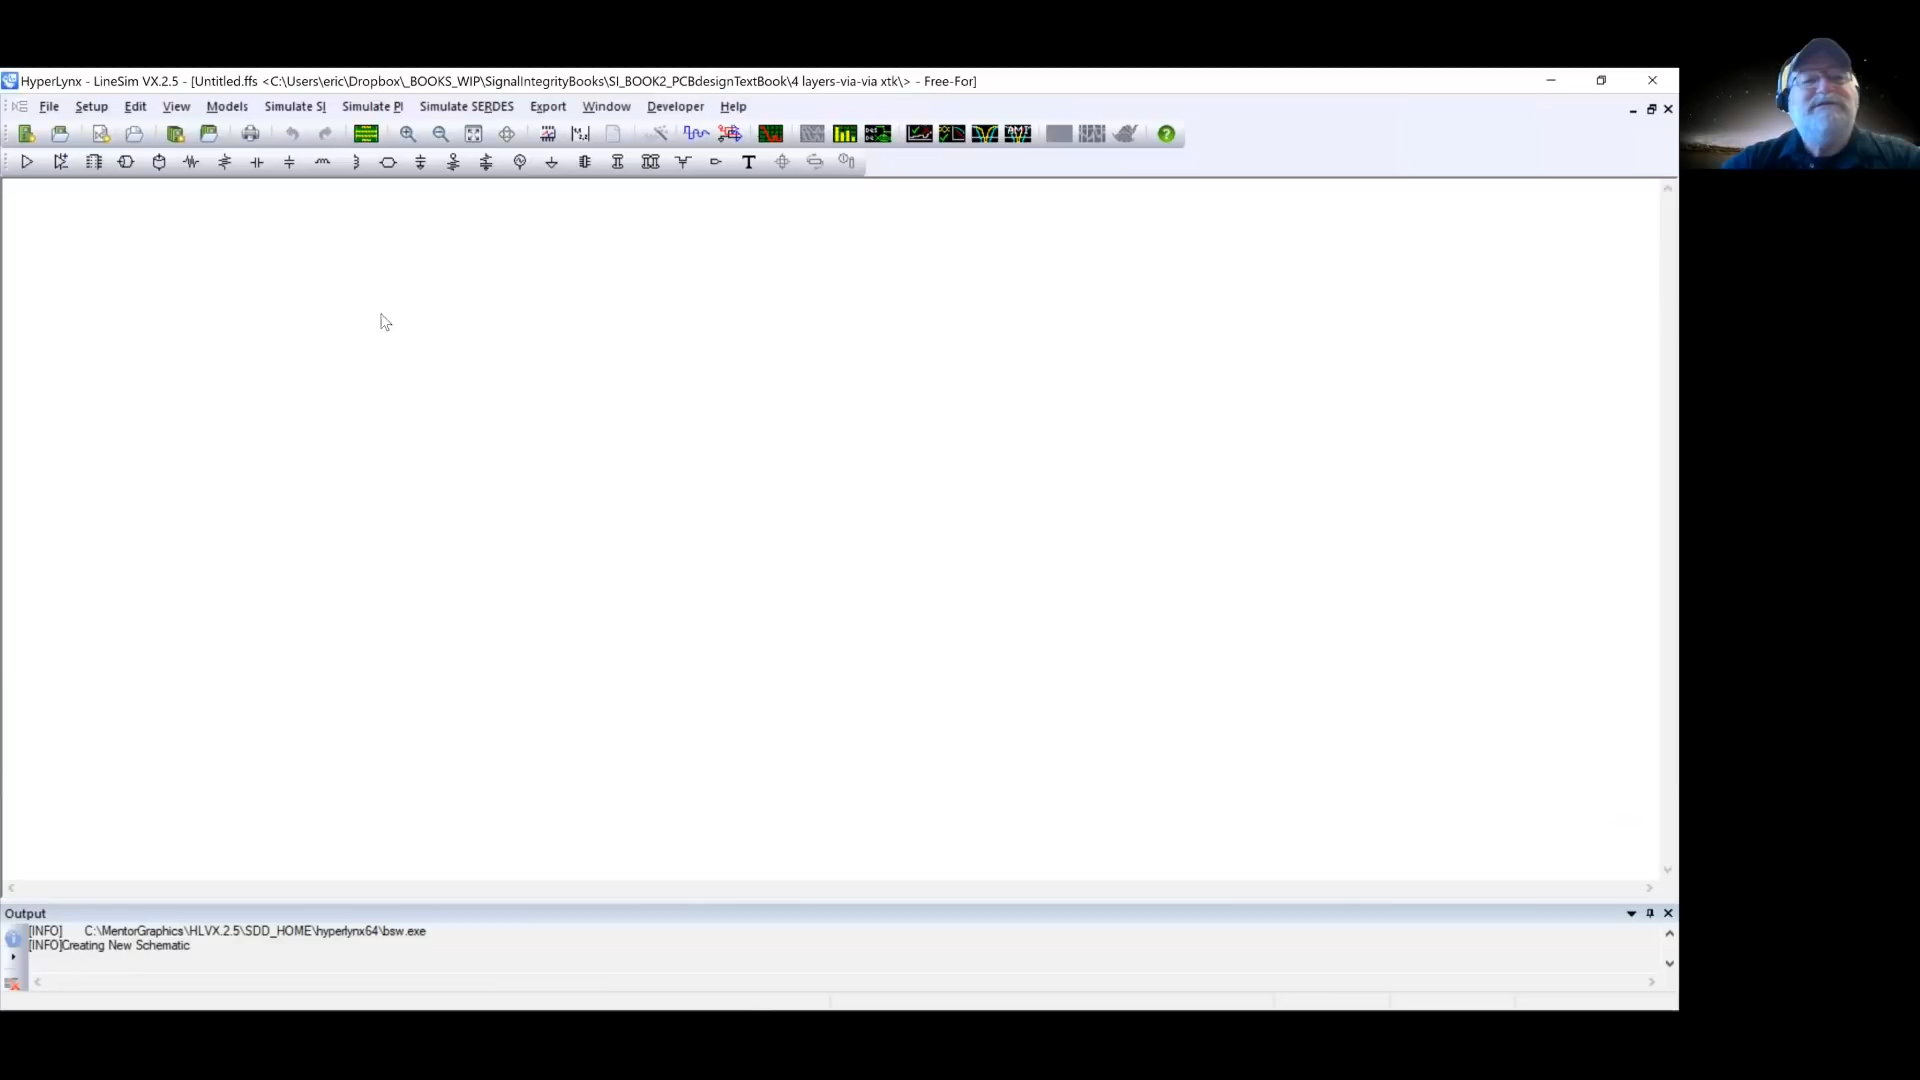 HyperLynx - LineSim VX.2.5 - [Untitled.ffs <C:\Users\eric\Dropbox\_BOOKS_WIP\SignalIntegrityBooks\SI_BOOK2_PCBdesignTextBook\4 layers-via-via xtk\> - Free-For]
File Setup Edit View Models Simulate SI Simulate PI Simulate SERDES Export Window Developer Help
AMI
T
Output
[INFO] C:\MentorGraphics\HLVX.2.5\SDD_HOME\hyperlynx64\bsw.exe
[INFO]Creating New Schematic